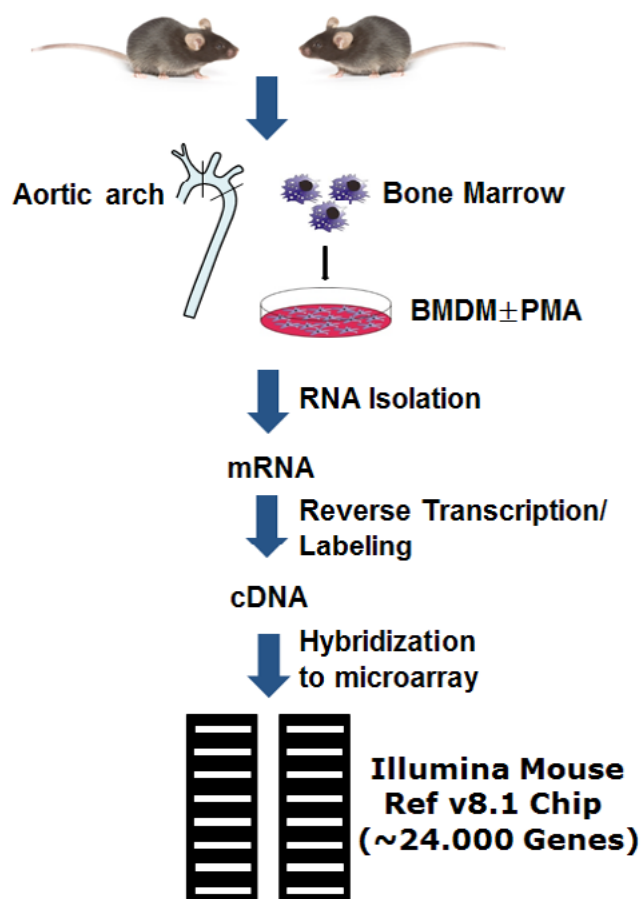 Aortic arch
Bone Marrow
BMDM±PMA
RNA Isolation
mRNA
Reverse Transcription/
Labeling
cDNA
Hybridization
to microarray
Illumina Mouse
Ref v8.1 Chip
(~24.000 Genes)